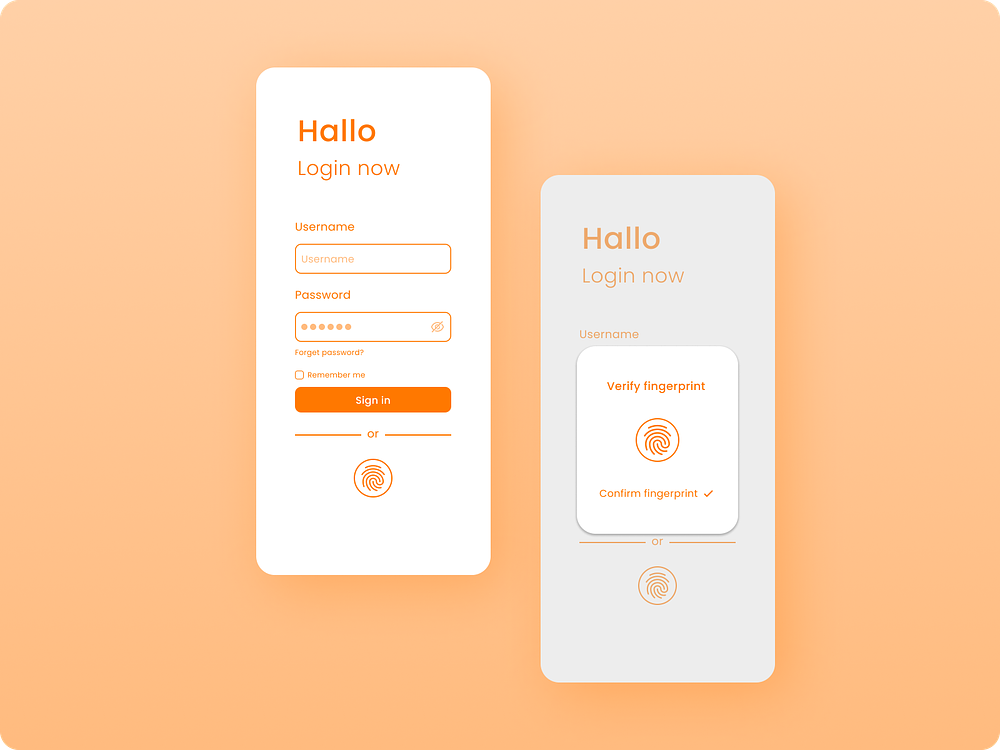 Hallo
Login now
Username
Username
Password
Forget password?
Remember me
Sign in
or
Hallo
Login now
Username
Verify fingerprint
Confirm fingerprint
or